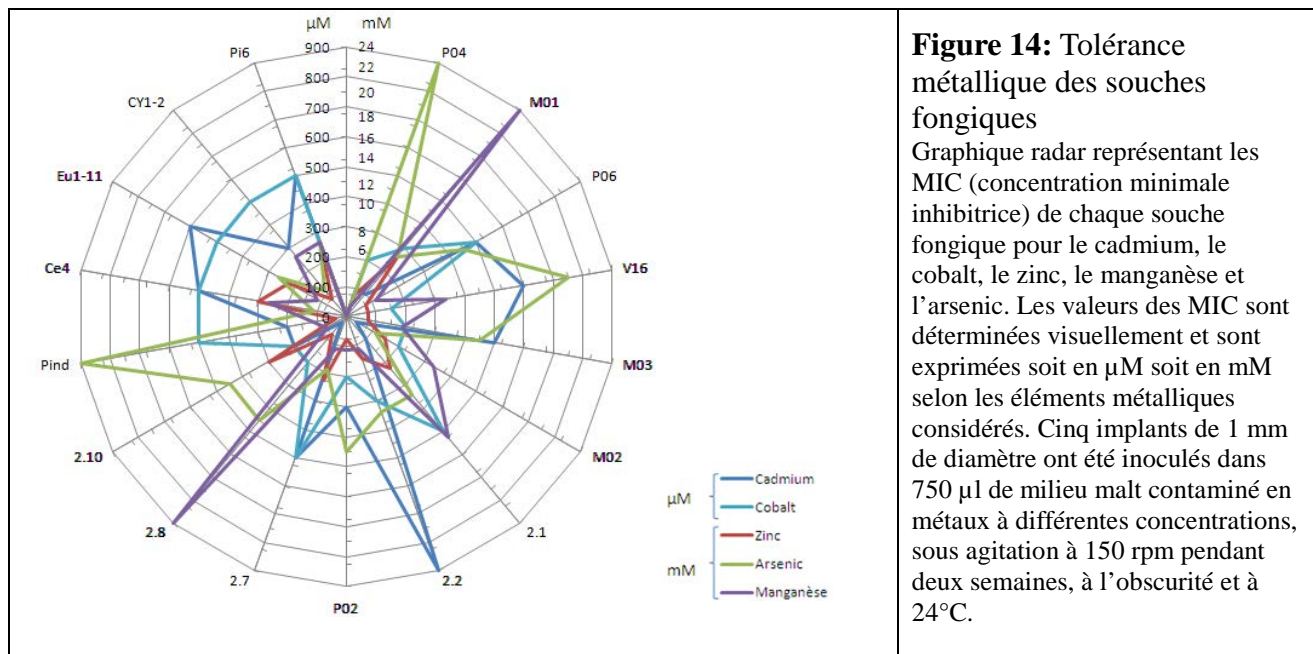 µM mM
900 24
800 22
700 20
600 18
500 16
400 14
300 12
200 10
100 8
0 6
P04
M01
P06
V16
M03
M02
2.1
2.2
P02
2.7
2.8
2.10
Pind
Ce4
Eu1-11
CY1-2
Pi6
µM
Cadmium
Cobalt
mM
Zinc
Arsenic
Manganèse
Figure 14: Tolérance
métallique des souches
fongiques
Graphique radar représentant les
MIC (concentration minimale
inhibitrice) de chaque souche
fongique pour le cadmium, le
cobalt, le zinc, le manganèse et
l’arsenic. Les valeurs des MIC sont
déterminées visuellement et sont
exprimées soit en µM soit en mM
selon les éléments métalliques
considérés. Cinq implants de 1 mm
de diamètre ont été inoculés dans
750 µl de milieu malt contaminé en
métaux à différentes concentrations,
sous agitation à 150 rpm pendant
deux semaines, à l’obscurité et à
24°C.